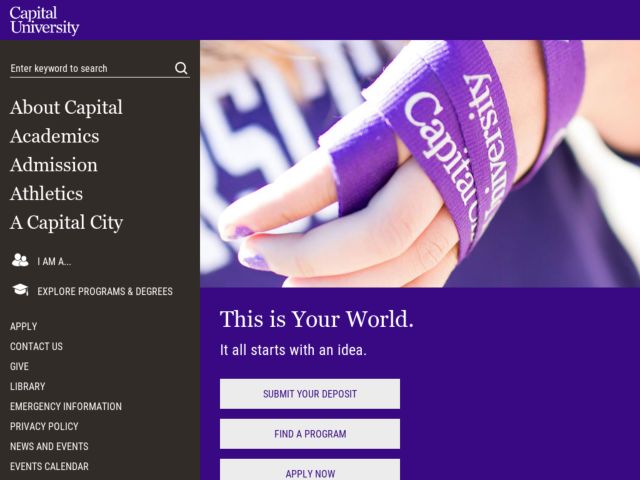 Capital
University
Enter keyword to search
About Capital
Academics
Admission
Athletics
A Capital City
I AM A...
EXPLORE PROGRAMS & DEGREES
APPLY
CONTACT US
GIVE
LIBRARY
EMERGENCY INFORMATION
PRIVACY POLICY
NEWS AND EVENTS
EVENTS CALENDAR
Capital
University
This is Your World.
It all starts with an idea.
SUBMIT YOUR DEPOSIT
FIND A PROGRAM
APPLY NOW